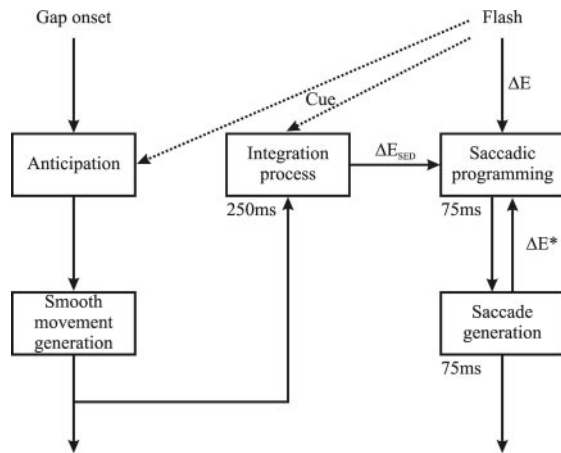 Gap onset
Flash
Cue
ΔE
Anticipation
Integration
process
ΔE_SED
Saccadic
programming
250ms
75ms
ΔE*
Smooth
movement
generation
Saccade
generation
75ms